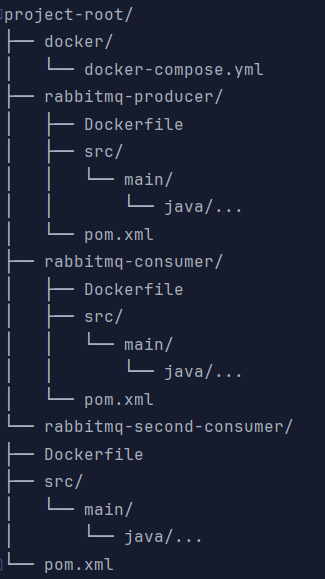 project-root/
├── docker/
│   └── docker-compose.yml
├── rabbitmq-producer/
│   ├── Dockerfile
│   ├── src/
│   │   └── main/
│   │       └── java/...
│   └── pom.xml
├── rabbitmq-consumer/
│   ├── Dockerfile
│   ├── src/
│   │   └── main/
│   │       └── java/...
│   └── pom.xml
└── rabbitmq-second-consumer/
├── Dockerfile
├── src/
│   └── main/
│       └── java/...
└── pom.xml